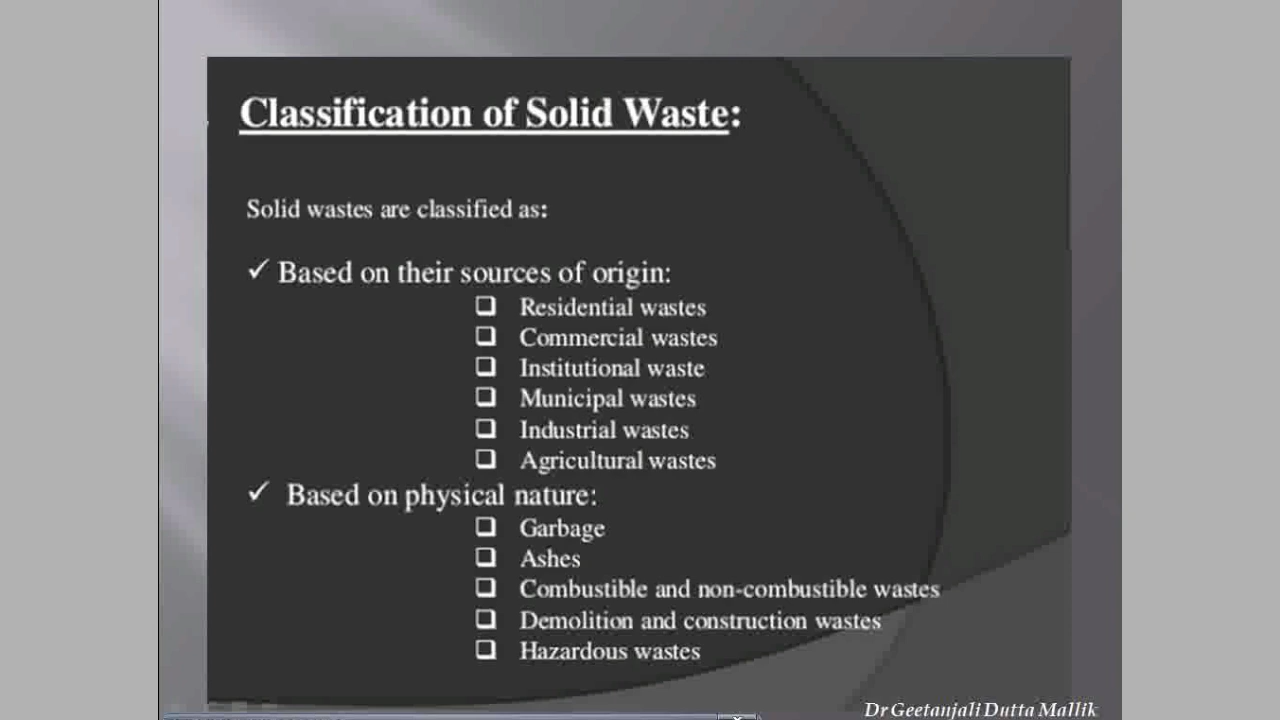 Classification of Solid Waste:
Solid wastes are classified as:
✓ Based on their sources of origin:
❑ Residential wastes
❑ Commercial wastes
❑ Institutional waste
❑ Municipal wastes
❑ Industrial wastes
❑ Agricultural wastes
✓ Based on physical nature:
❑ Garbage
❑ Ashes
❑ Combustible and non-combustible wastes
❑ Demolition and construction wastes
❑ Hazardous wastes
Dr Geetanjali Dutta Mallik